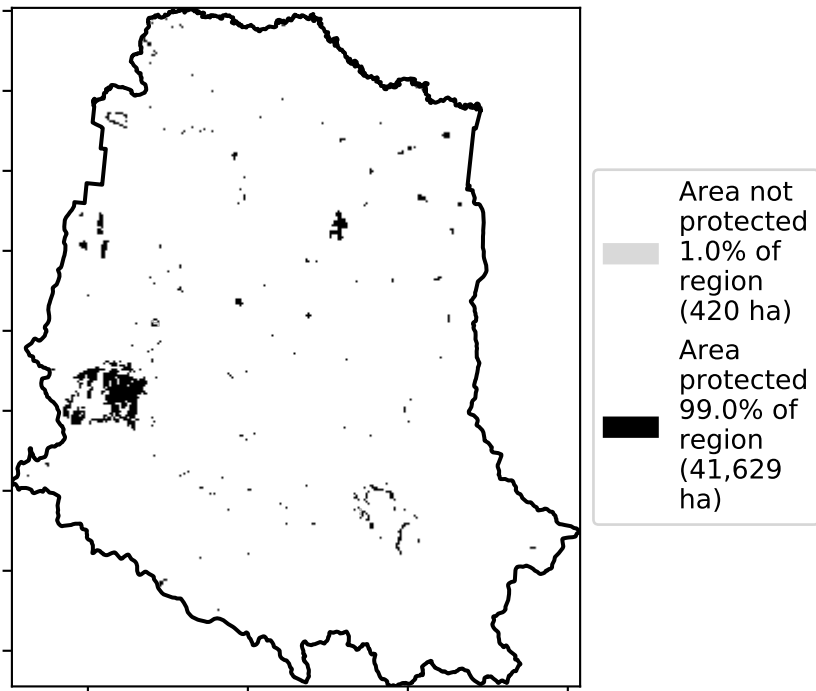 Area not
protected
1.0% of
region
(420 ha)
Area
protected
99.0% of
region
(41,629
ha)